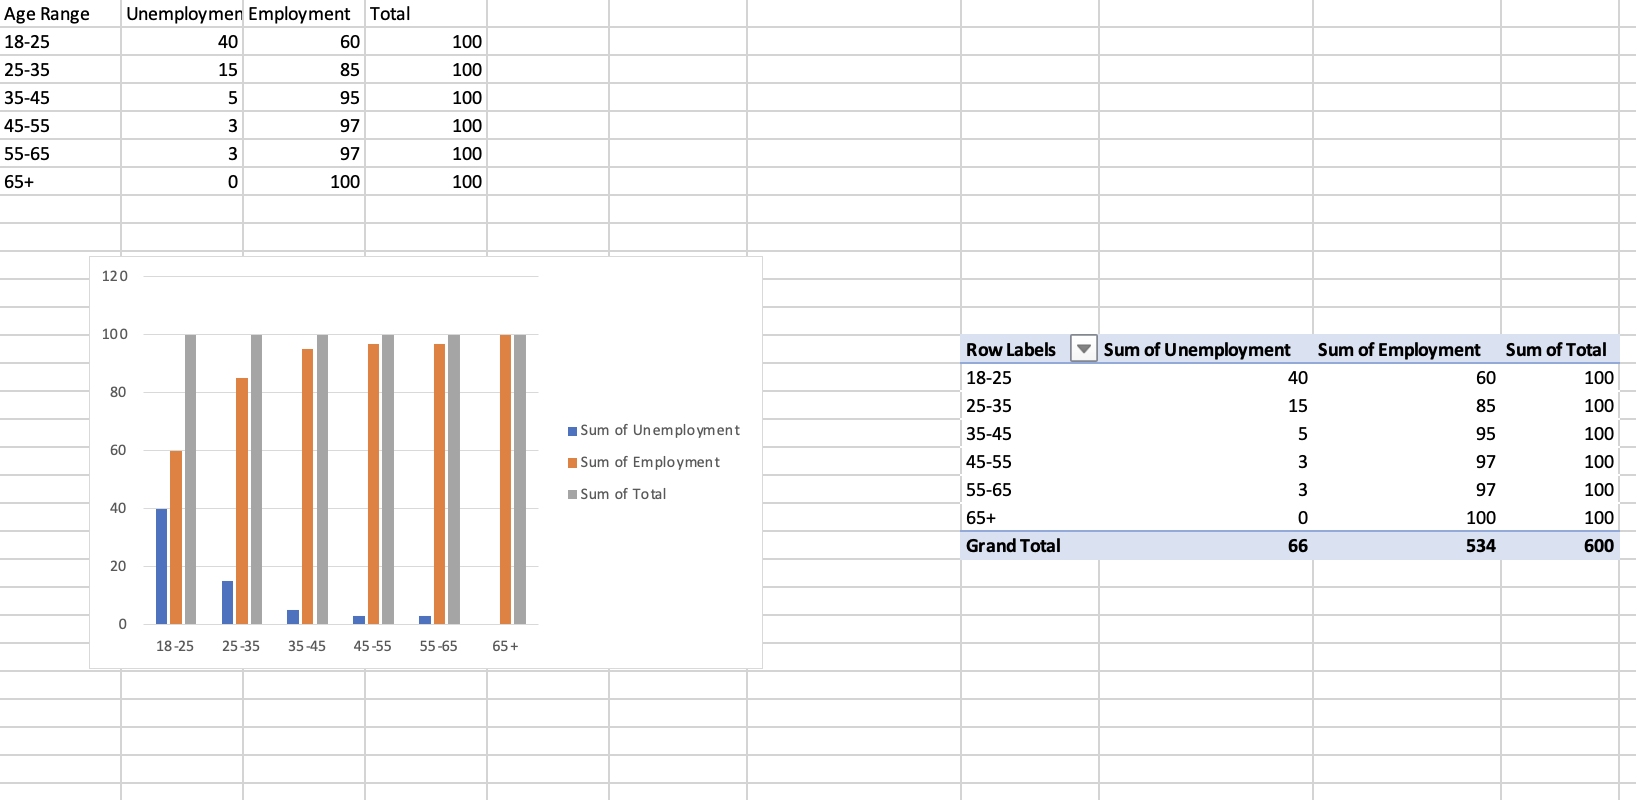 Age Range Unemploymen Employment Total
18-25 40 60 100
25-35 15 85 100
35-45 5 95 100
45-55 3 97 100
55-65 3 97 100
65+ 0 100 100
120
100
80
60
40
20
0
18-25 25-35 35-45 45-55 55-65 65+
Sum of Unemployment
Sum of Employment
Sum of Total
Row Labels Sum of Unemployment Sum of Employment Sum of Total
18-25 40 60 100
25-35 15 85 100
35-45 5 95 100
45-55 3 97 100
55-65 3 97 100
65+ 0 100 100
Grand Total 66 534 600